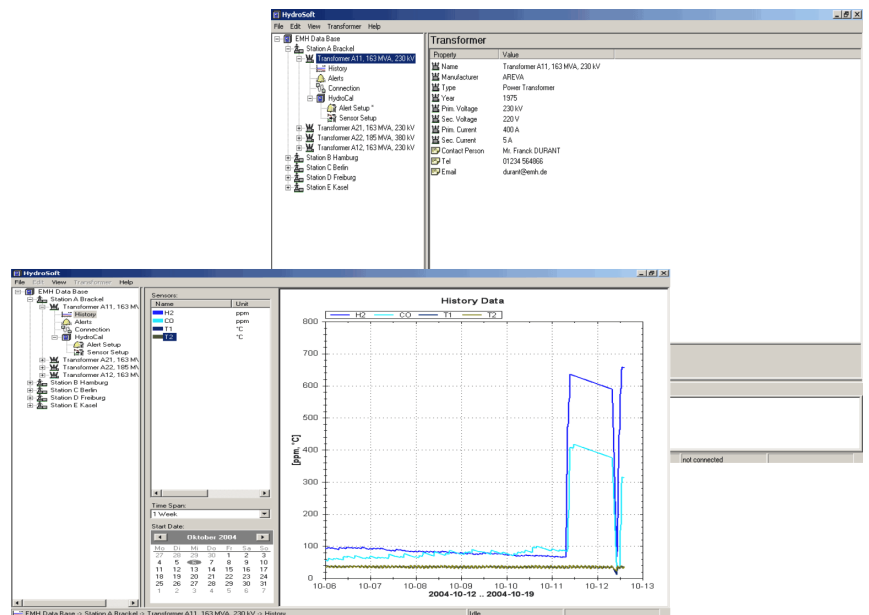 HydroSoft
File Edit View Transformer Help
EMH Data Base
Station A Brackel
Transformer A11, 163 MVA, 230 kV
History
Alerts
Connection
HydroCal
Alert Setup *
Sensor Setup
Transformer A21, 163 MVA, 230 kV
Transformer A22, 185 MVA, 380 kV
Transformer A12, 163 MVA, 230 kV
Station B Hamburg
Station C Berlin
Station D Freiburg
Station E Kasel
Transformer
Property Value
Name Transformer A11, 163 MVA, 230 kV
Manufacturer AREVA
Type Power Transformer
Year 1975
Prim. Voltage 230 kV
Sec. Voltage 220 V
Prim. Current 400 A
Sec. Current 5 A
Contact Person Mr. Franck DURANT
Tel 01234 564866
Email durant@emh.de
not connected
HydroSoft
File Edit View Transformer Help
EMH Data Base
Station A Brackel
Transformer A11, 163 M
History
Alerts
Connection
HydroCal
Alert Setup
Sensor Setup
Transformer A21, 163 M
Transformer A22, 185 M
Transformer A12, 163 M
Station B Hamburg
Station C Berlin
Station D Freiburg
Station E Kasel
Sensors:
Name Unit
H2 ppm
CO ppm
T1 °C
T2 °C
Time Span:
1 Week
Start Date:
Oktober 2004
Mo Di Mi Do Fr Sa So
27 28 29 30 1 2 3
4 5 6 7 8 9 10
11 12 13 14 15 16 17
18 19 20 21 22 23 24
25 26 27 28 29 30 31
1 2 3 4 5 6 7
History Data
H2 CO T1 T2
800
700
600
500
400
300
200
100
0
[ppm, °C]
10-06 10-07 10-08 10-09 10-10 10-11 10-12 10-13
2004-10-12 .. 2004-10-19
EMH Data Base -> Station A Brackel -> Transformer A11, 163 MVA, 230 kV -> History
Idle